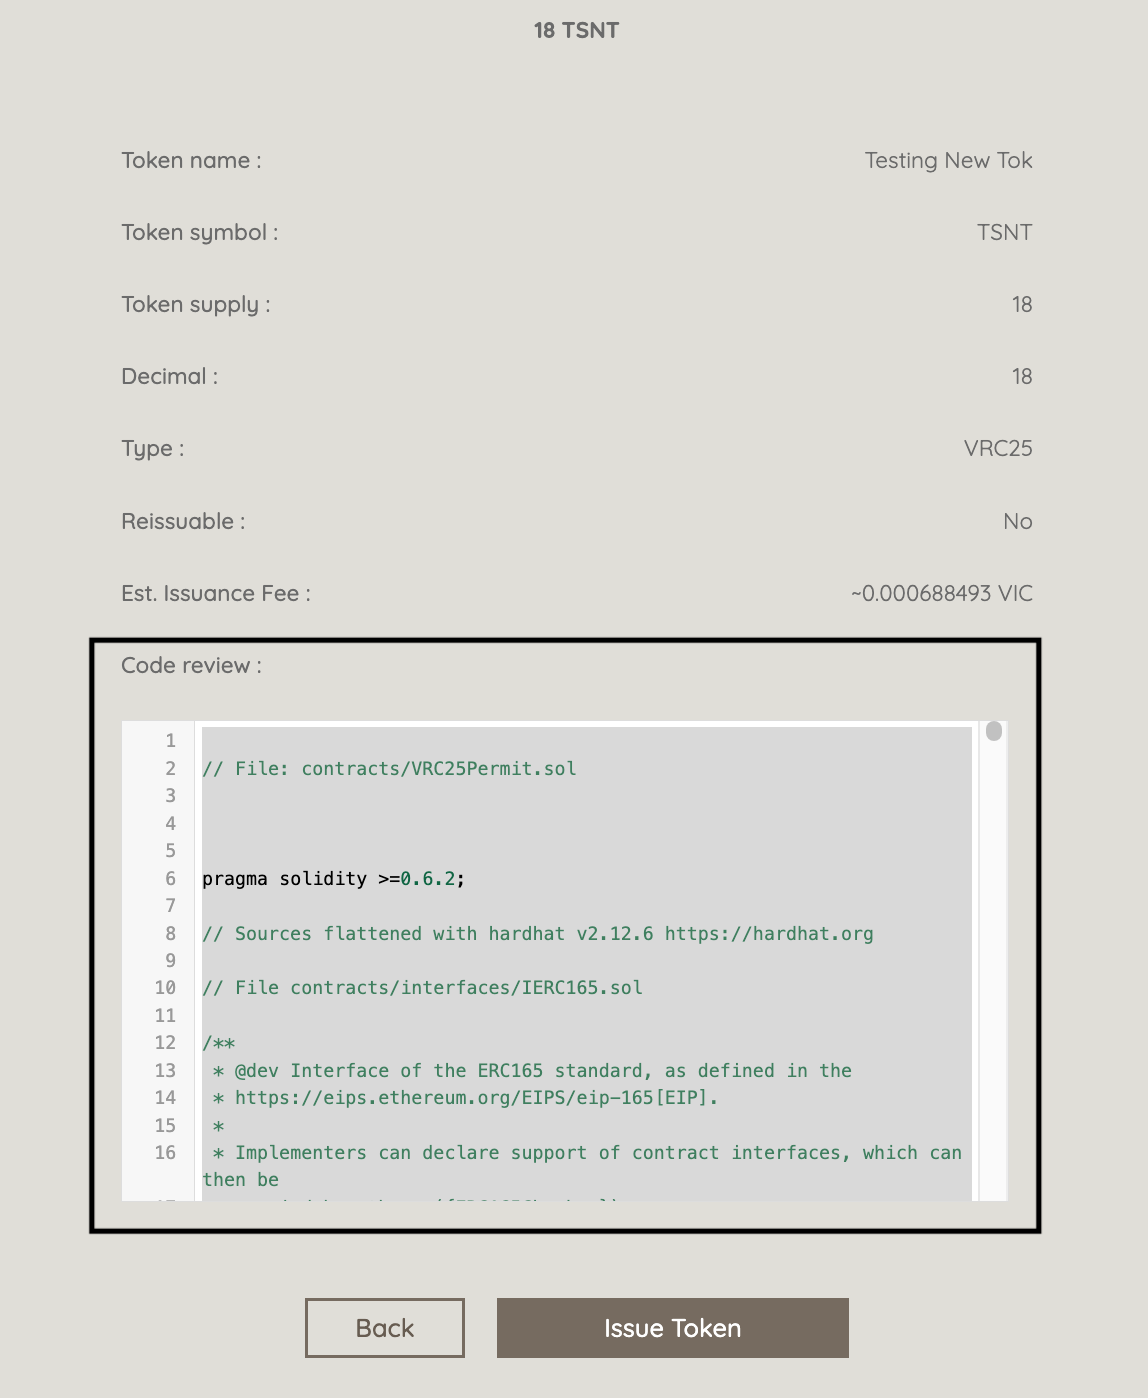 18 TSNT
Token name : Testing New Tok
Token symbol : TSNT
Token supply : 18
Decimal : 18
Type : VRC25
Reissuable : No
Est. Issuance Fee : ~0.000688493 VIC
Code review :
1
2 // File: contracts/VRC25Permit.sol
3
4
5
6 pragma solidity >=0.6.2;
7
8 // Sources flattened with hardhat v2.12.6 https://hardhat.org
9
10 // File contracts/interfaces/IERC165.sol
11
12 /**
13 * @dev Interface of the ERC165 standard, as defined in the
14 * https://eips.ethereum.org/EIPS/eip-165[EIP].
15 *
16 * Implementers can declare support of contract interfaces, which can
then be
Back Issue Token